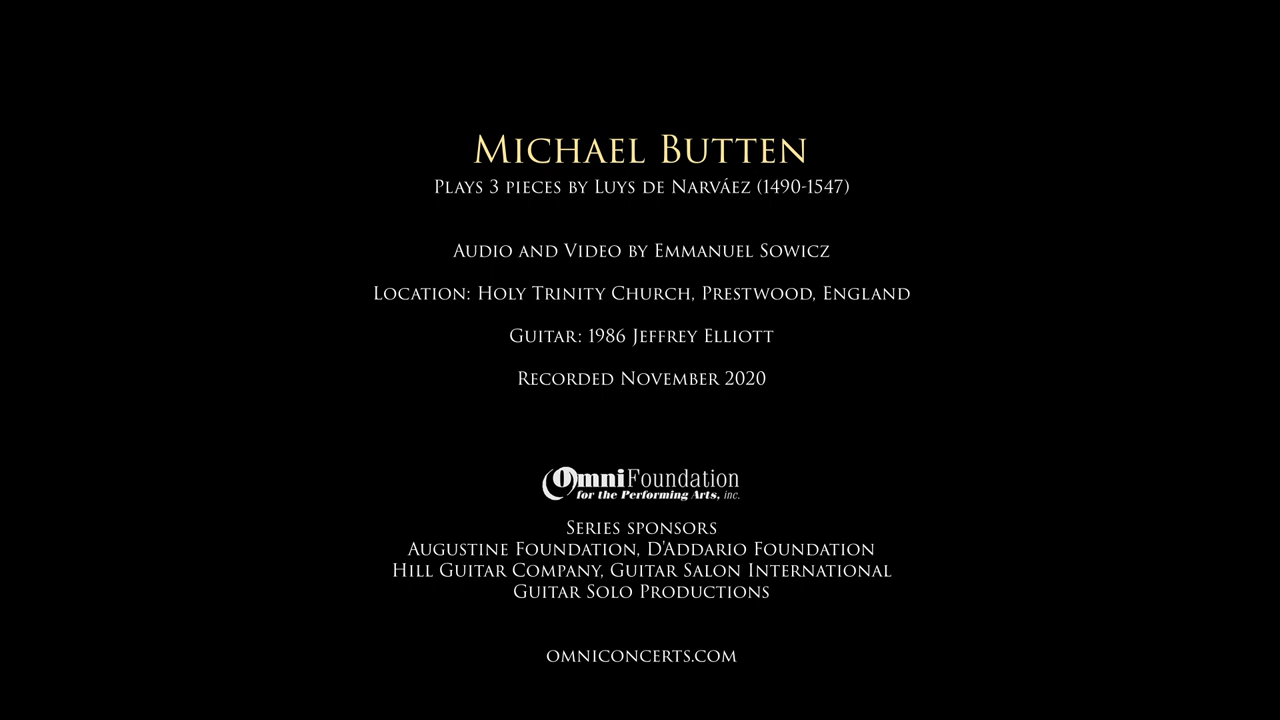 Michael Butten
Plays 3 pieces by Luys de Narváez (1490-1547)
Audio and Video by Emmanuel Sowicz
Location: Holy Trinity Church, Prestwood, England
Guitar: 1986 Jeffrey Elliott
Recorded November 2020
OmniFoundation
for the Performing Arts, inc.
Series sponsors
Augustine Foundation, D'Addario Foundation
Hill Guitar Company, Guitar Salon International
Guitar Solo Productions
omniconcerts.com